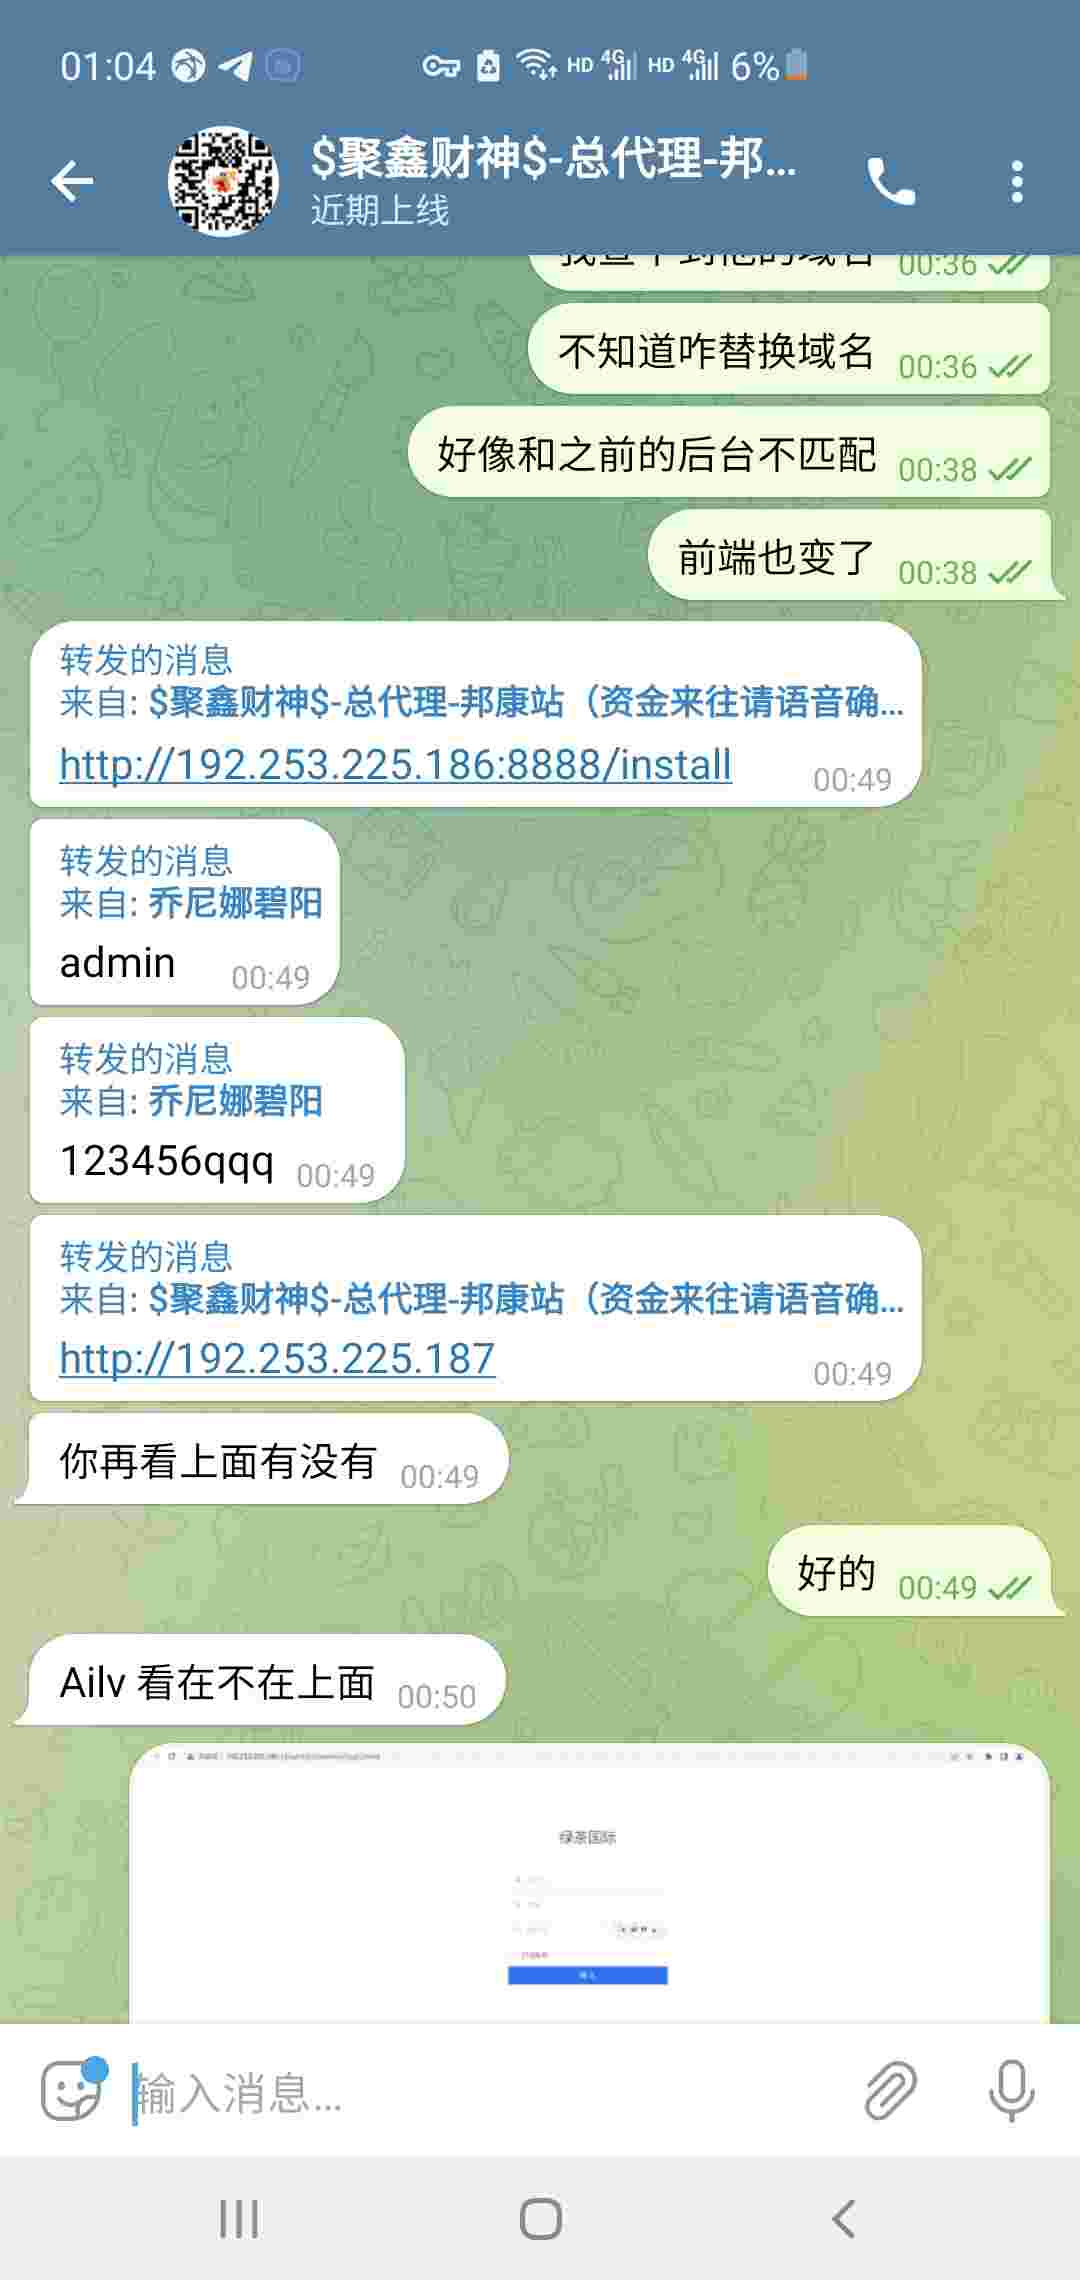 01:04
HD 4G HD 4G 6%
$聚鑫财神$-总代理-邦...
近期上线
00:36
不知道咋替换域名 00:36
好像和之前的后台不匹配 00:38
前端也变了 00:38
转发的消息
来自: $聚鑫财神$-总代理-邦康站（资金来往请语音确...
http://192.253.225.186:8888/install 00:49
转发的消息
来自: 乔尼娜碧阳
admin 00:49
转发的消息
来自: 乔尼娜碧阳
123456qqq 00:49
转发的消息
来自: $聚鑫财神$-总代理-邦康站（资金来往请语音确...
http://192.253.225.187 00:49
你再看上面有没有 00:49
好的 00:49
Ailv 看在不在上面 00:50
绿茶国际
输入消息...